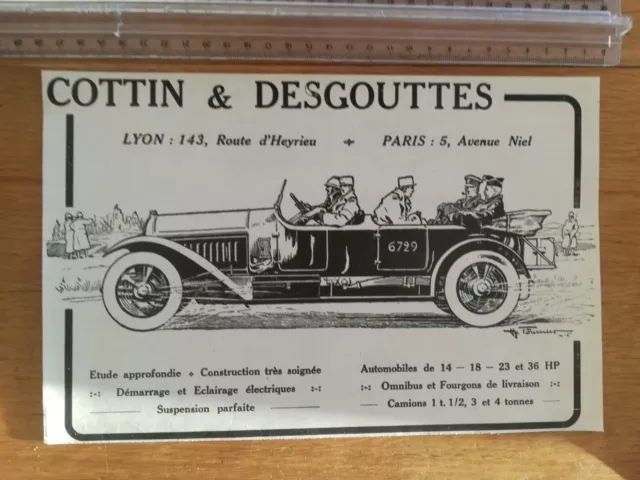 COTTIN & DESGOUTTES
LYON : 143, Route d'Heyrieu + PARIS : 5, Avenue Niel
6729
Etude approfondie + Construction très soignée
:-: Démarrage et Eclairage électriques :-:
Suspension parfaite
Automobiles de 14 - 18 - 23 et 36 HP
:-: Omnibus et Fourgons de livraison :-:
Camions 1 t. 1/2, 3 et 4 tonnes